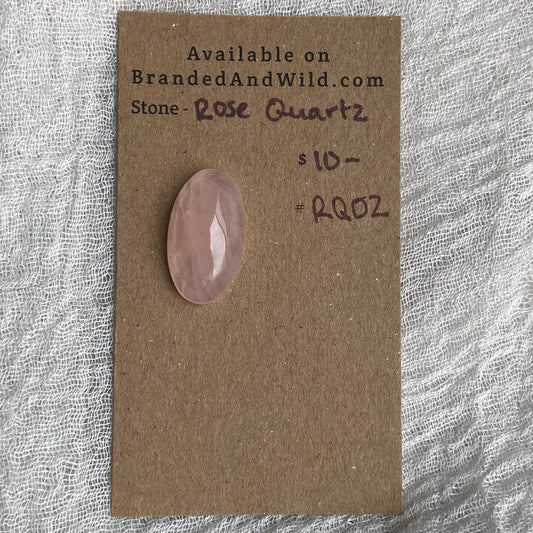 Available on
BrandedAndWild.com
Stone - Rose Quartz
$ 10-
# RQ02